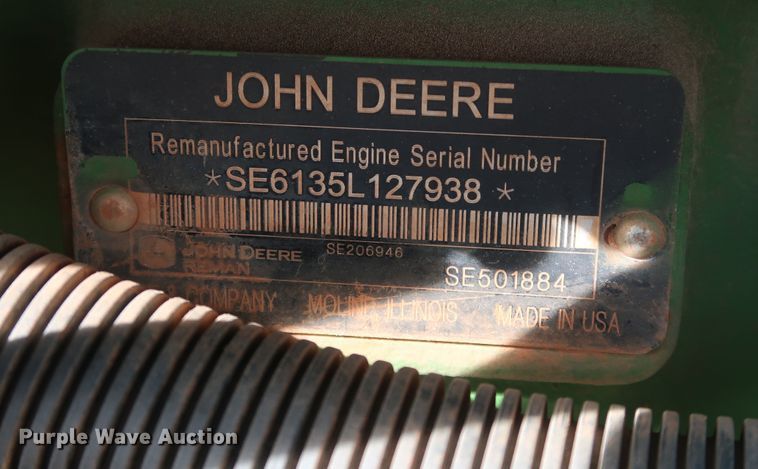 JOHN DEERE
Remanufactured Engine Serial Number
*SE6135L127938*
JOHN DEERE
REMAN
SE206946
SE501884
& COMPANY MOLINE, ILLINOIS MADE IN USA
Purple Wave Auction